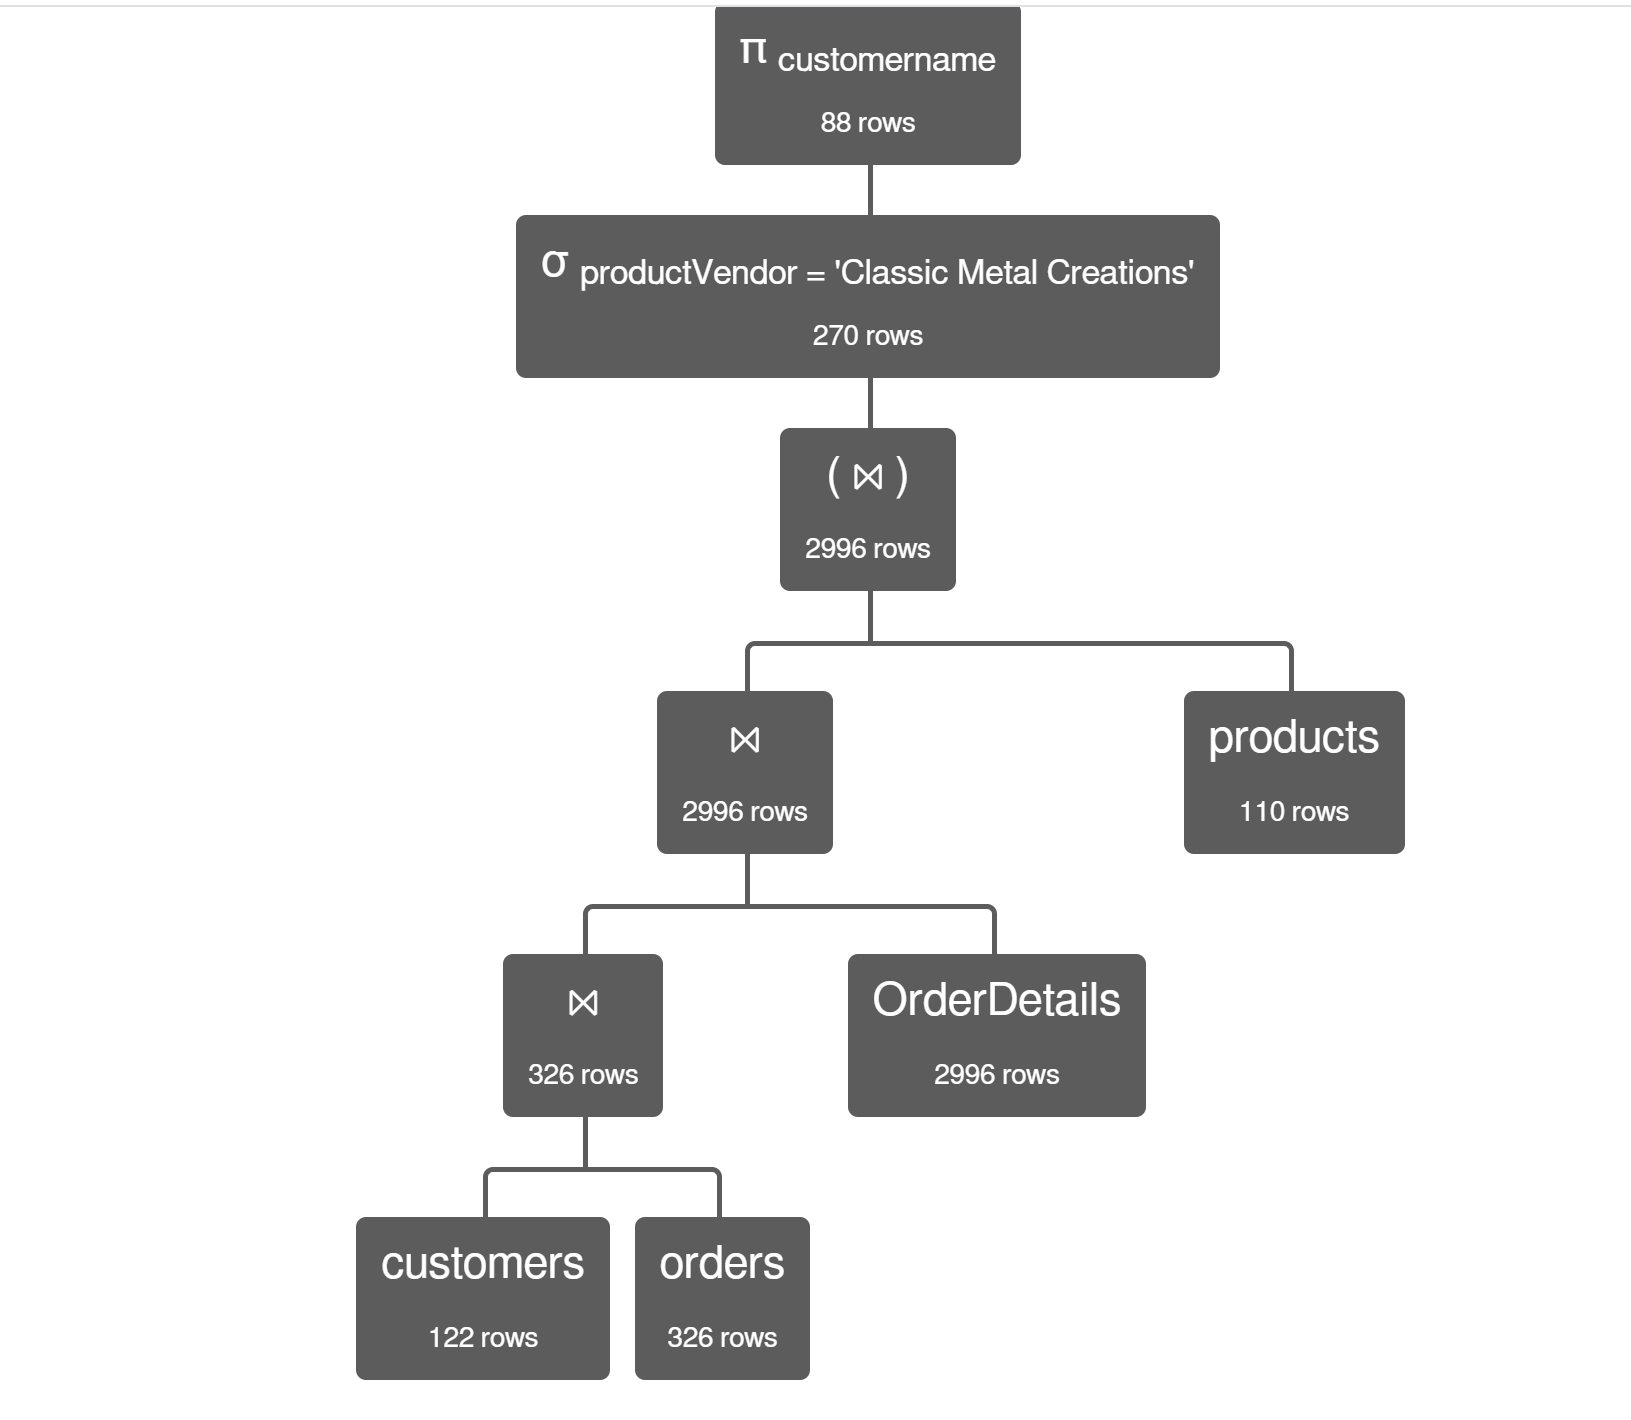 π customername
88 rows
σ productVendor = 'Classic Metal Creations'
270 rows
( ⋈ )
2996 rows
⋈
2996 rows
products
110 rows
⋈
326 rows
OrderDetails
2996 rows
customers
122 rows
orders
326 rows